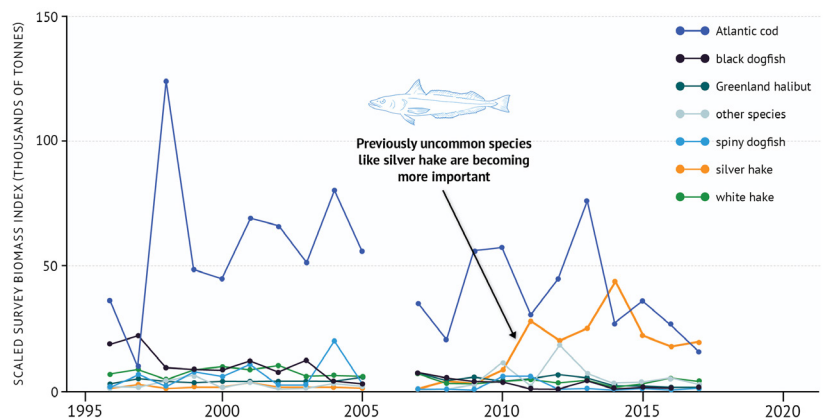 150
100
50
0
SCALED SURVEY BIOMASS INDEX (THOUSANDS OF TONNES)
Previously uncommon species
like silver hake are becoming
more important
Atlantic cod
black dogfish
Greenland halibut
other species
spiny dogfish
silver hake
white hake
1995
2000
2005
2010
2015
2020